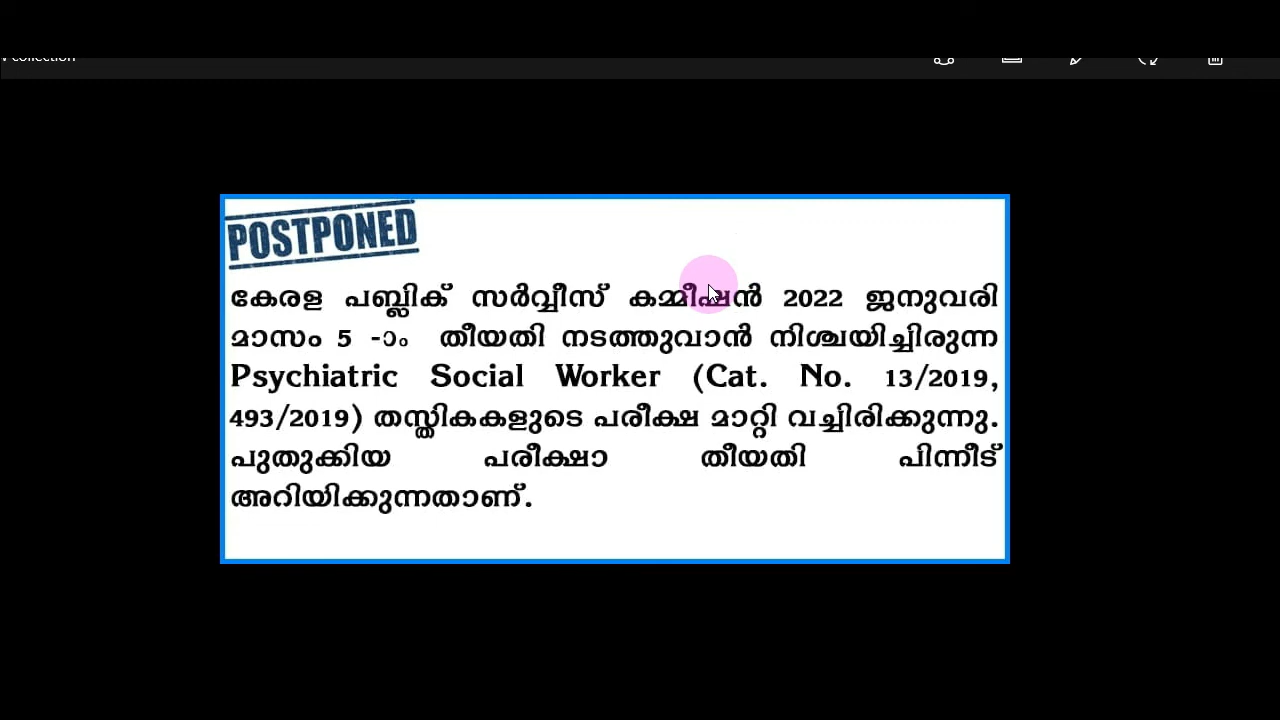 collection
POSTPONED
കേരള പബ്ലിക് സർവ്വീസ് കമ്മീഷൻ 2022 ജനുവരി
മാസം 5 -ാം തീയതി നടത്തുവാൻ നിശ്ചയിച്ചിരുന്ന
Psychiatric Social Worker (Cat. No. 13/2019,
493/2019) തസ്തികകളുടെ പരീക്ഷ മാറ്റി വച്ചിരിക്കുന്നു.
പുതുക്കിയ പരീക്ഷാ തീയതി പിന്നീട്
അറിയിക്കുന്നതാണ്.